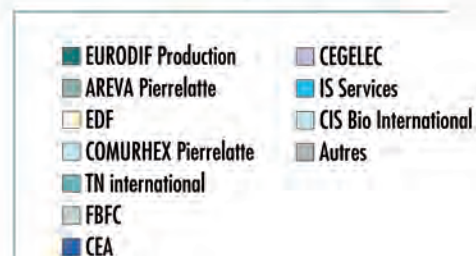 EURODIF Production
AREVA Pierrelatte
EDF
COMURHEX Pierrelatte
TN international
FBFC
CEA
CEGELEC
IS Services
CIS Bio International
Autres